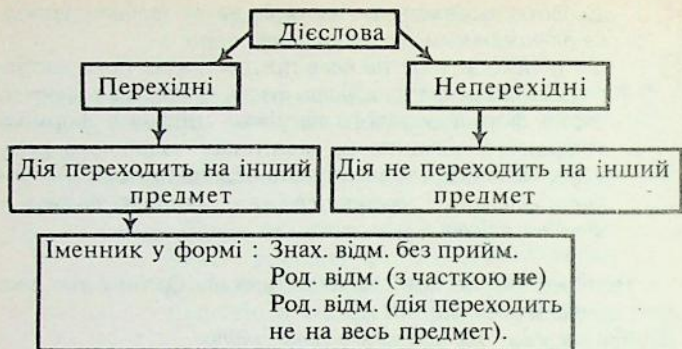 Дієслова
Перехідні
Неперехідні
Дія переходить на інший
предмет
Дія не переходить на інший
предмет
Іменник у формі : Знах. відм. без прийм.
Род. відм. (з часткою не)
Род. відм. (дія переходить
не на весь предмет).